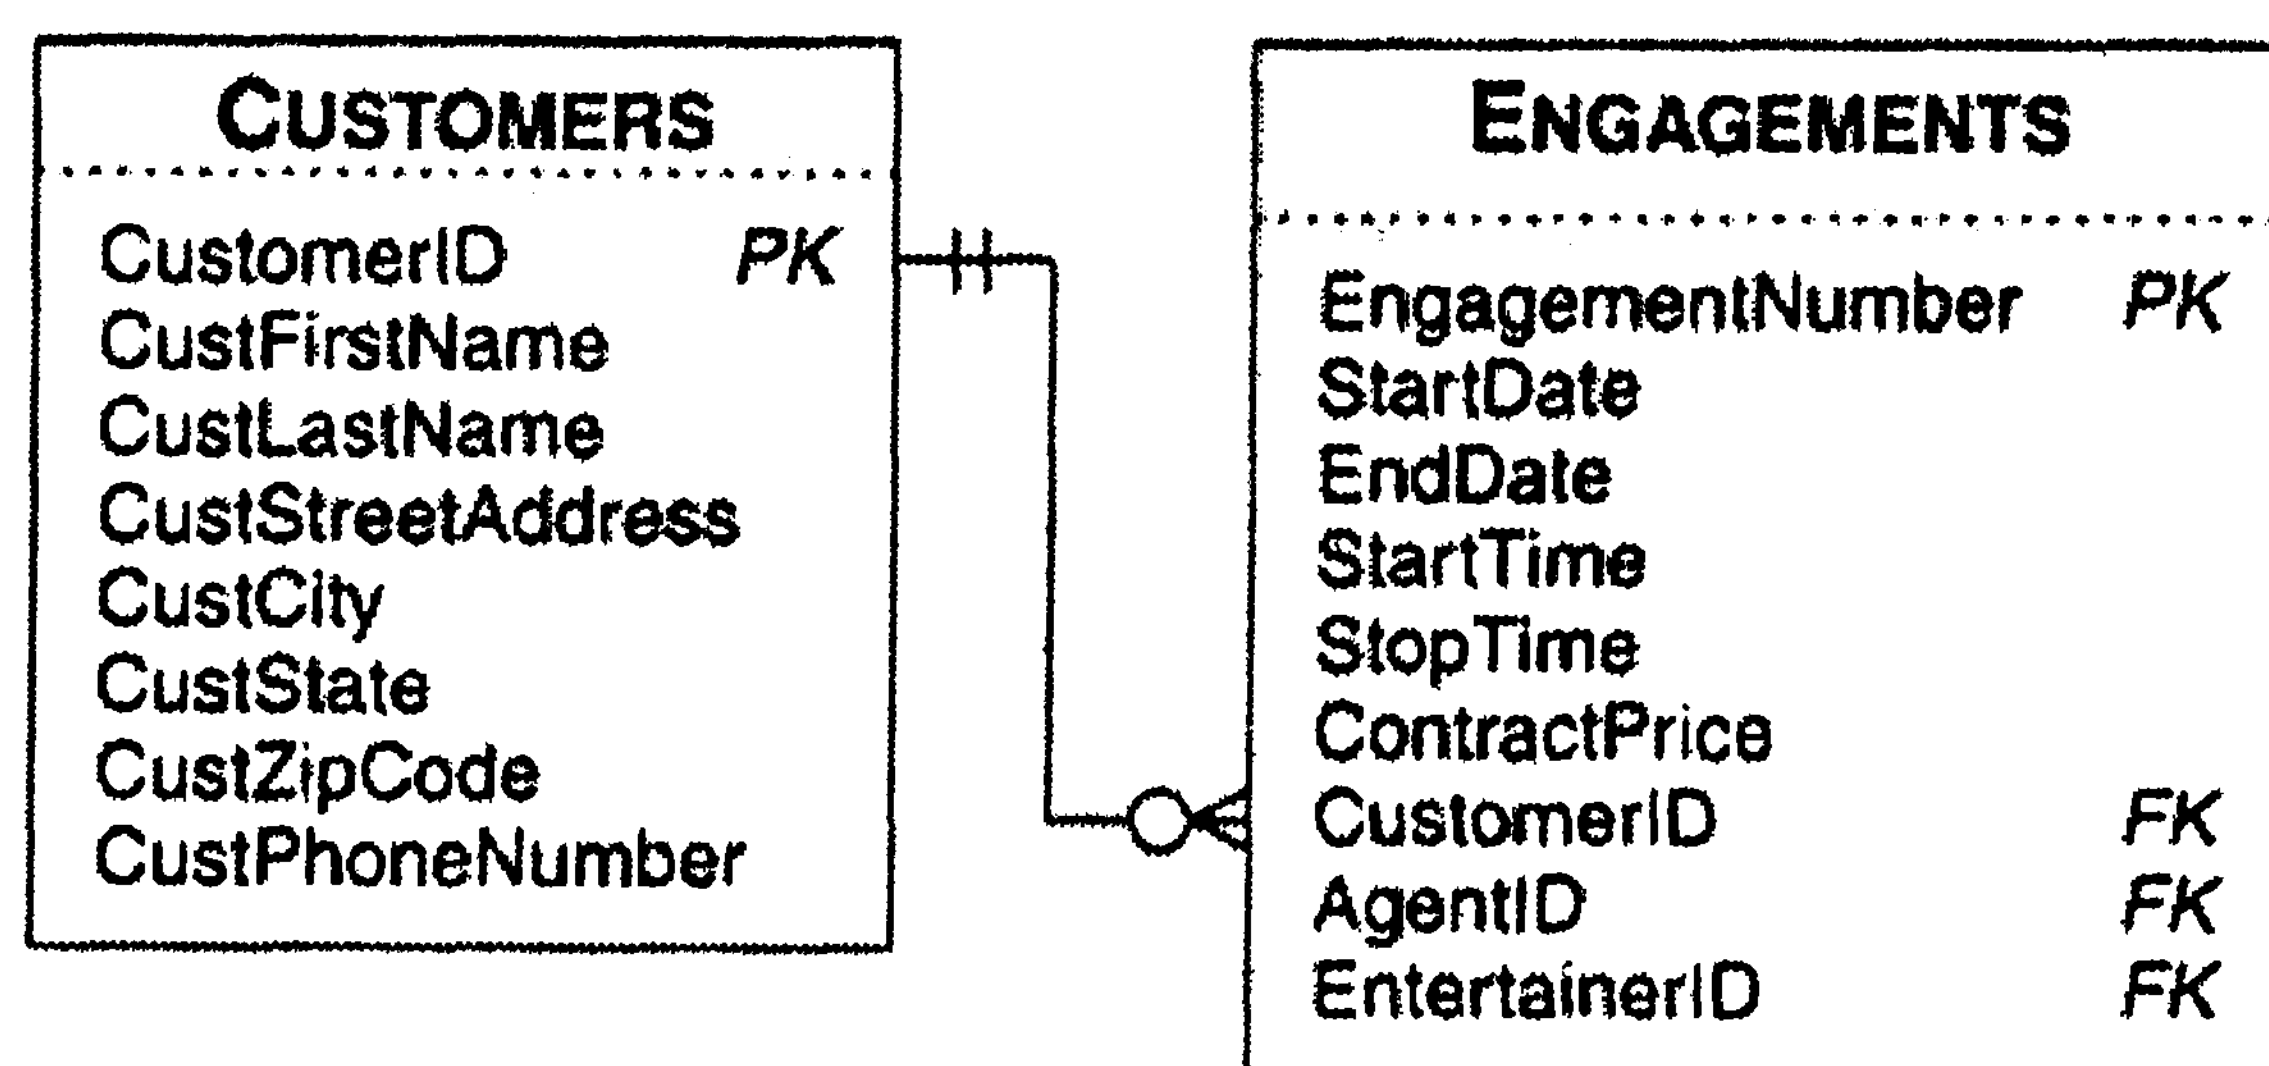 CUSTOMERS
CustomerID PK
CustFirstName
CustLastName
CustStreetAddress
CustCity
CustState
CustZipCode
CustPhoneNumber
ENGAGEMENTS
EngagementNumber PK
StartDate
EndDate
StartTime
StopTime
ContractPrice
CustomerID FK
AgentID FK
EntertainerID FK